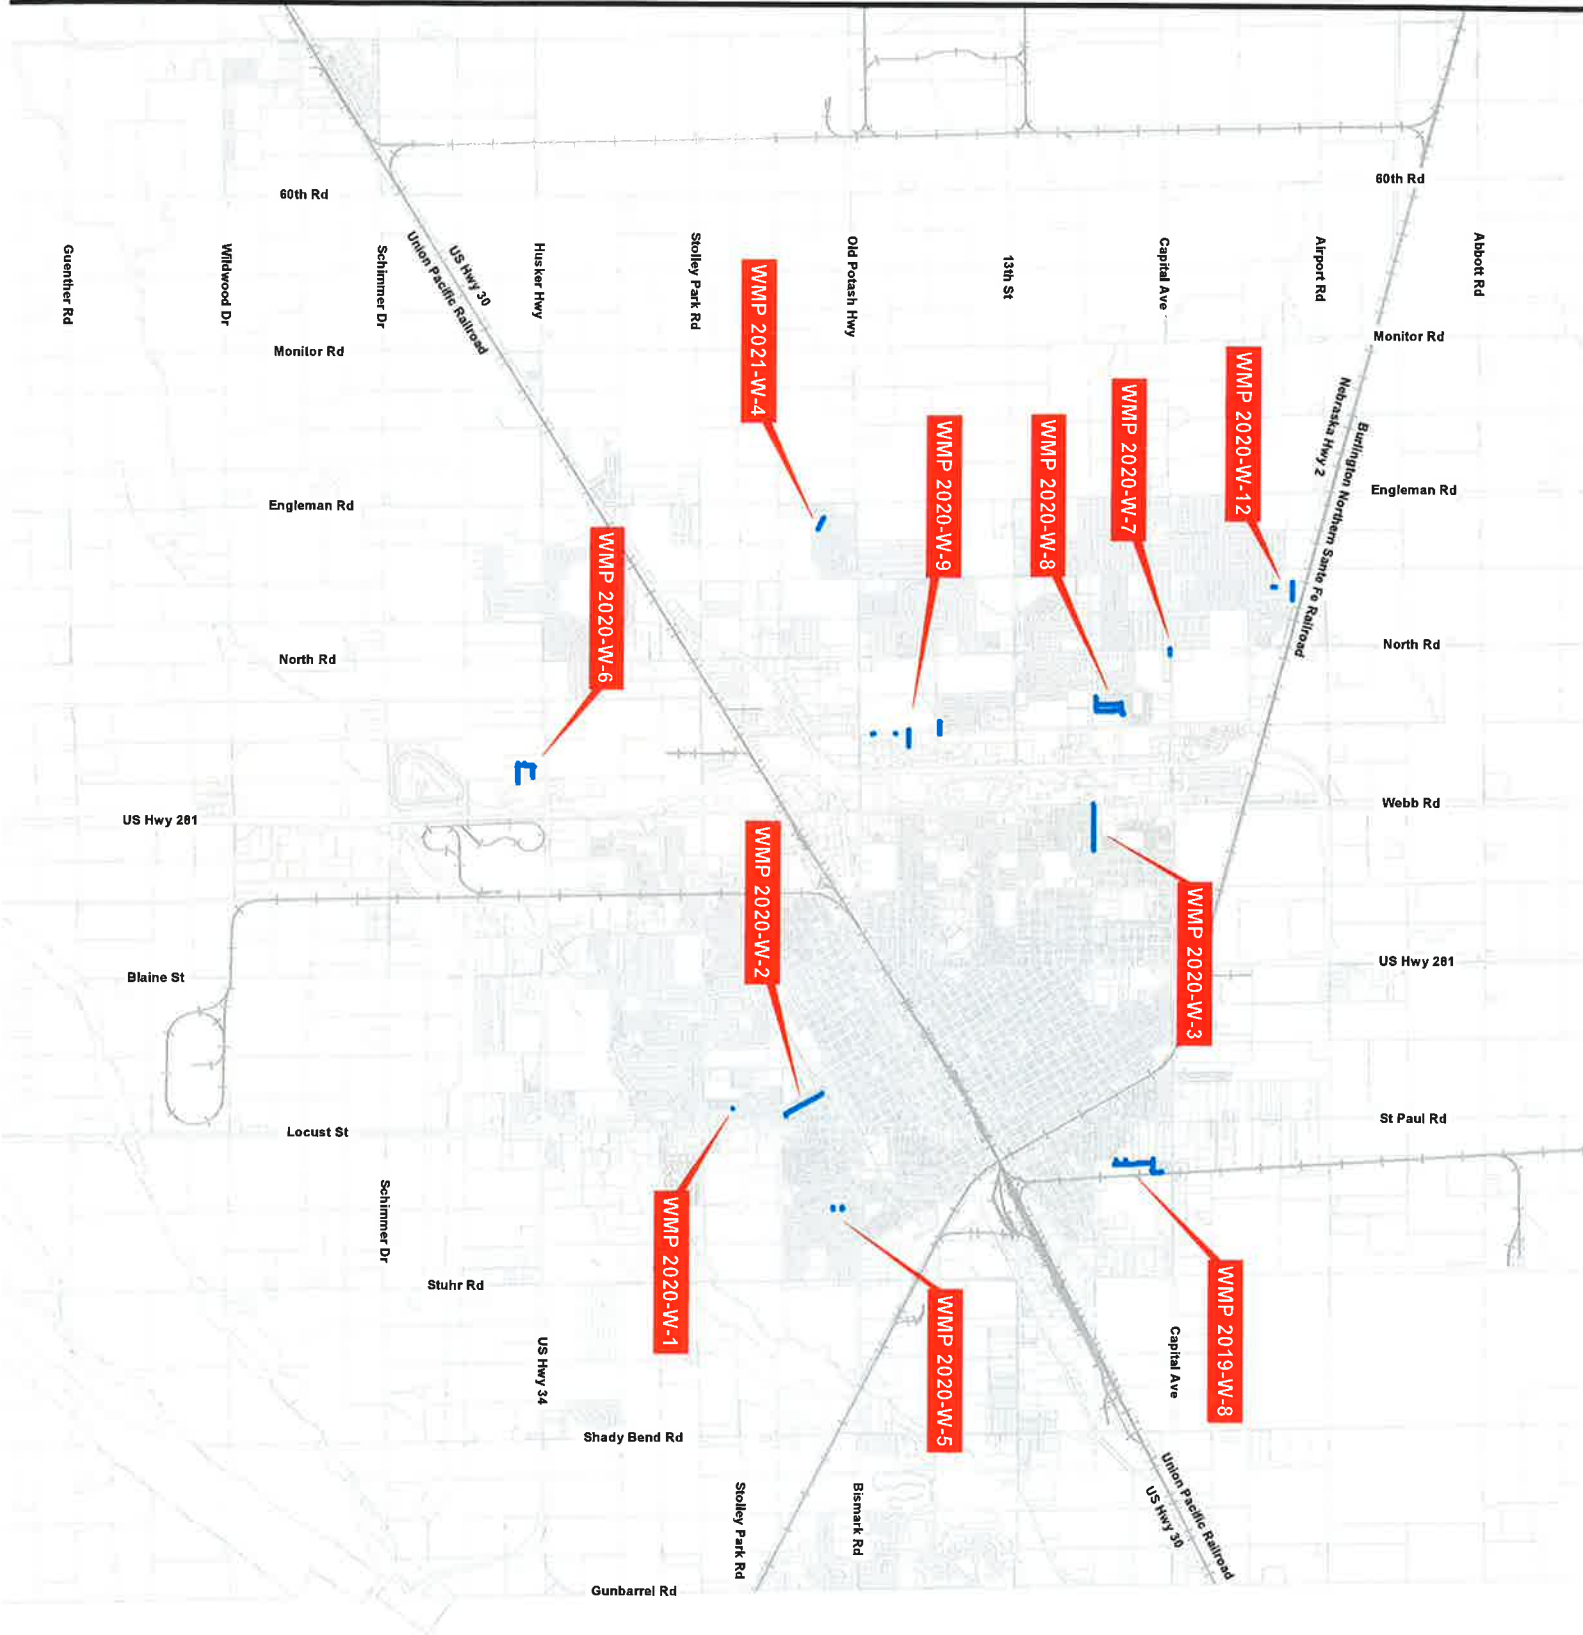 60th Rd
60th Rd
Guenther Rd
Wildwood Dr
Schimmer Dr
US Hwy 30
Union Pacific Railroad
Husker Hwy
Stolley Park Rd
Old Potash Hwy
13th St
Capital Ave
Airport Rd
Abbott Rd
WMP 2021-W-4
Monitor Rd
Monitor Rd
WMP 2020-W-12
WMP 2020-W-7
WMP 2020-W-8
WMP 2020-W-9
Nebraska Hwy 2
Burlington Northern Sante Fe Railroad
Engleman Rd
Engleman Rd
WMP 2020-W-6
North Rd
North Rd
US Hwy 281
Webb Rd
WMP 2020-W-2
WMP 2020-W-3
Blaine St
US Hwy 281
Locust St
St Paul Rd
Schimmer Dr
WMP 2020-W-1
WMP 2020-W-5
WMP 2019-W-8
Stuhr Rd
US Hwy 34
Capital Ave
Shady Bend Rd
Stolley Park Rd
Bismark Rd
Union Pacific Railroad
US Hwy 30
Gunbarrel Rd